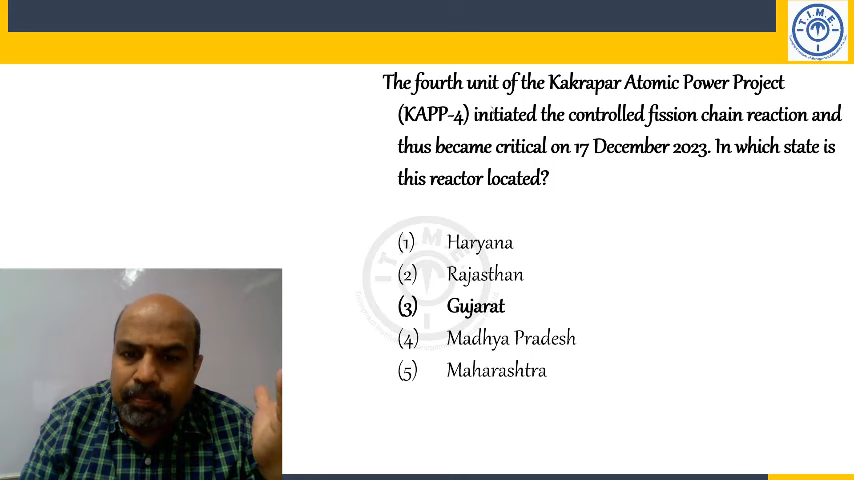 T.I.M.E.
The fourth unit of the Kakrapar Atomic Power Project
(KAPP-4) initiated the controlled fission chain reaction and
thus became critical on 17 December 2023. In which state is
this reactor located?
(1) Haryana
(2) Rajasthan
(3) Gujarat
(4) Madhya Pradesh
(5) Maharashtra